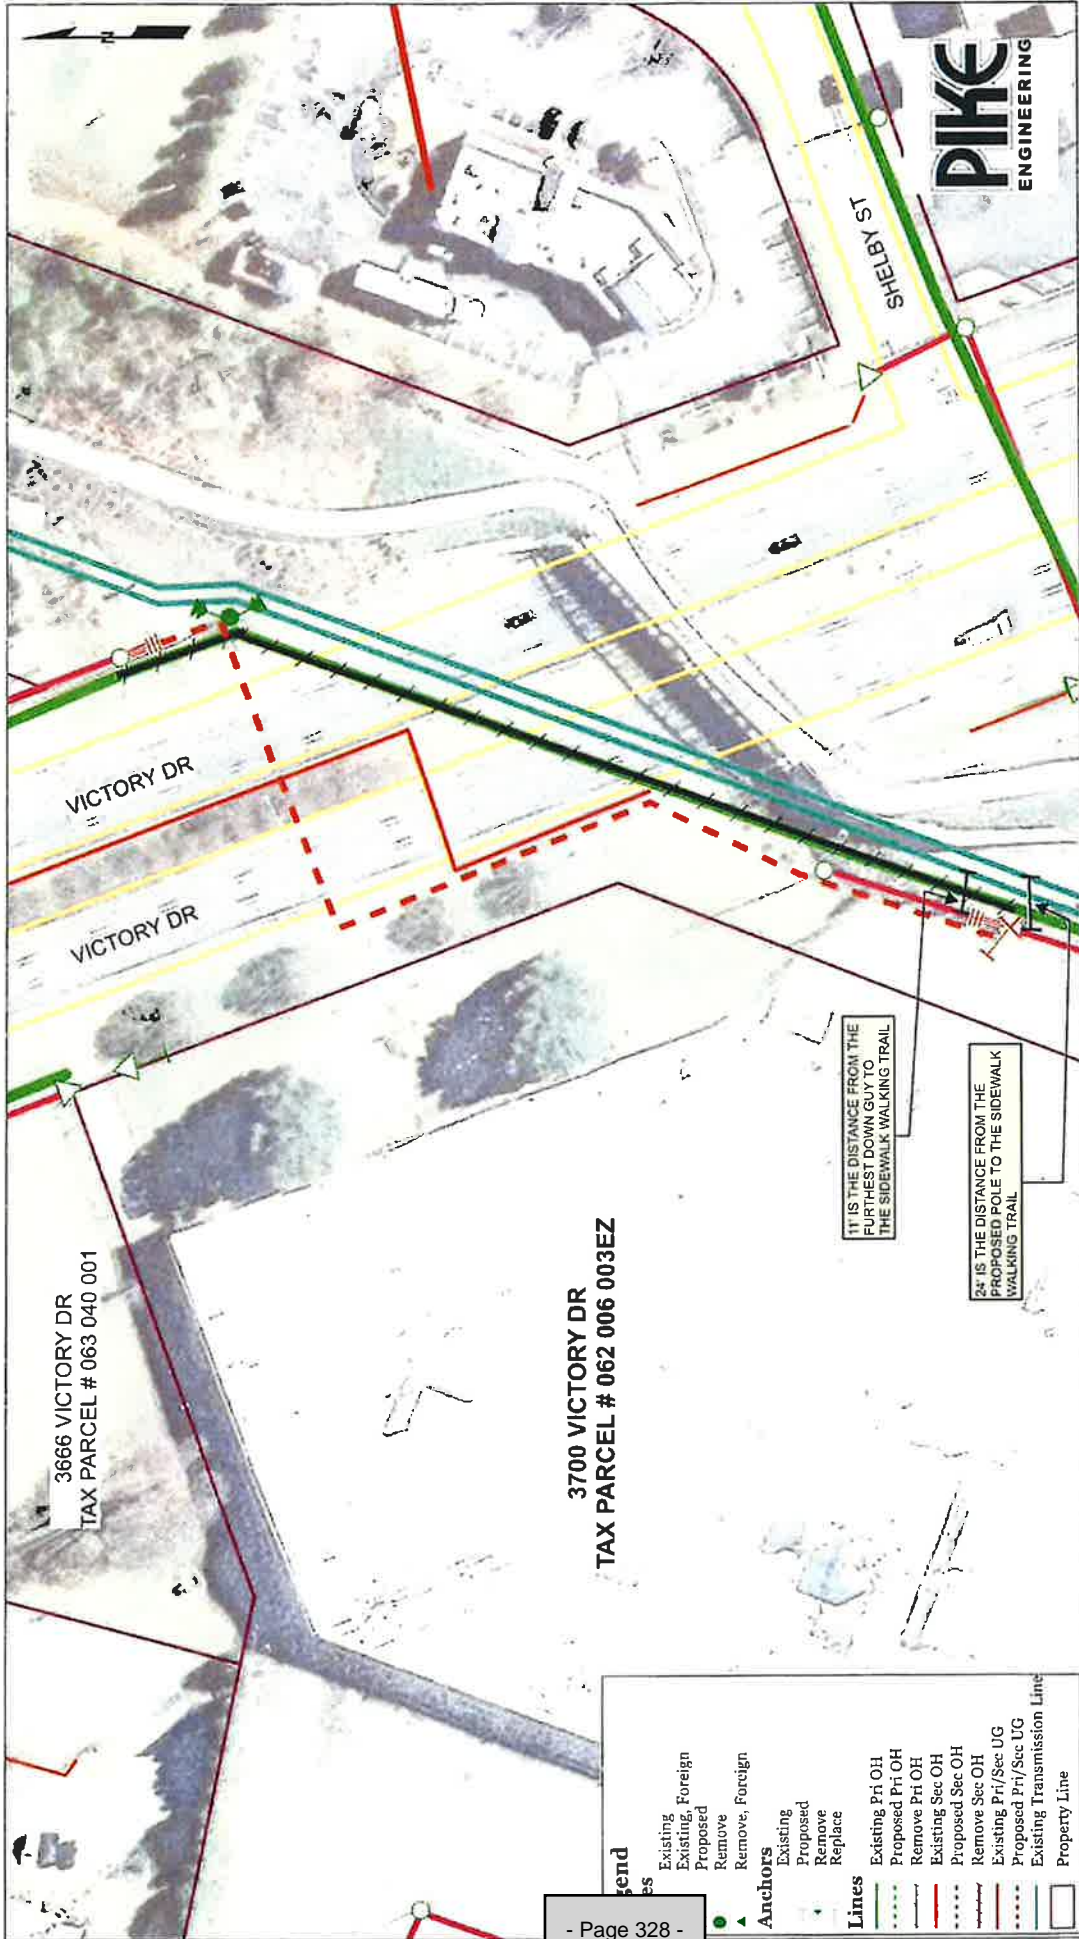 N
PIKE
ENGINEERING
SHELBY ST
VICTORY DR
VICTORY DR
3666 VICTORY DR
TAX PARCEL # 063 040 001
3700 VICTORY DR
TAX PARCEL # 062 006 003EZ
11' IS THE DISTANCE FROM THE
FURTHEST DOWN GUY TO
THE SIDEWALK WALKING TRAIL
24' IS THE DISTANCE FROM THE
PROPOSED POLE TO THE SIDEWALK
WALKING TRAIL
gend
es
Existing
Existing, Foreign
Proposed
Remove
Remove, Foreign
Anchors
Existing
Proposed
Remove
Replace
Lines
Existing Pri OH
Proposed Pri OH
Remove Pri OH
Existing Sec OH
Proposed Sec OH
Remove Sec OH
Existing Pri/Sec UG
Proposed Pri/Sec UG
Existing Transmission Line
Property Line
- Page 328 -